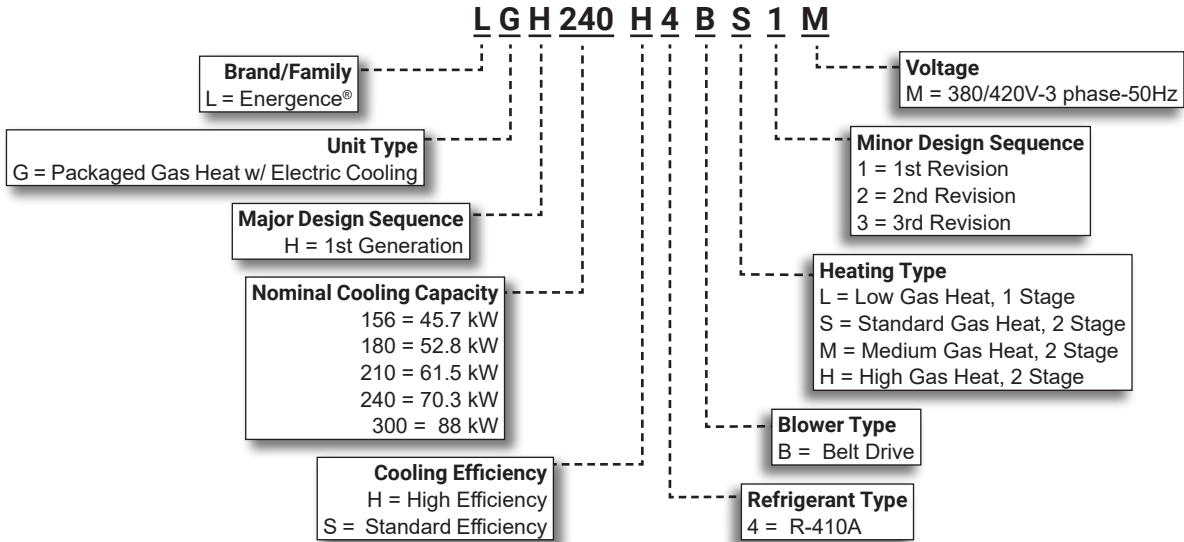 L G H 240 H 4 B S 1 M
Brand/Family
L = Energence®
Unit Type
G = Packaged Gas Heat w/ Electric Cooling
Major Design Sequence
H = 1st Generation
Nominal Cooling Capacity
156 = 45.7 kW
180 = 52.8 kW
210 = 61.5 kW
240 = 70.3 kW
300 = 88 kW
Cooling Efficiency
H = High Efficiency
S = Standard Efficiency
Voltage
M = 380/420V-3 phase-50Hz
Minor Design Sequence
1 = 1st Revision
2 = 2nd Revision
3 = 3rd Revision
Heating Type
L = Low Gas Heat, 1 Stage
S = Standard Gas Heat, 2 Stage
M = Medium Gas Heat, 2 Stage
H = High Gas Heat, 2 Stage
Blower Type
B = Belt Drive
Refrigerant Type
4 = R-410A